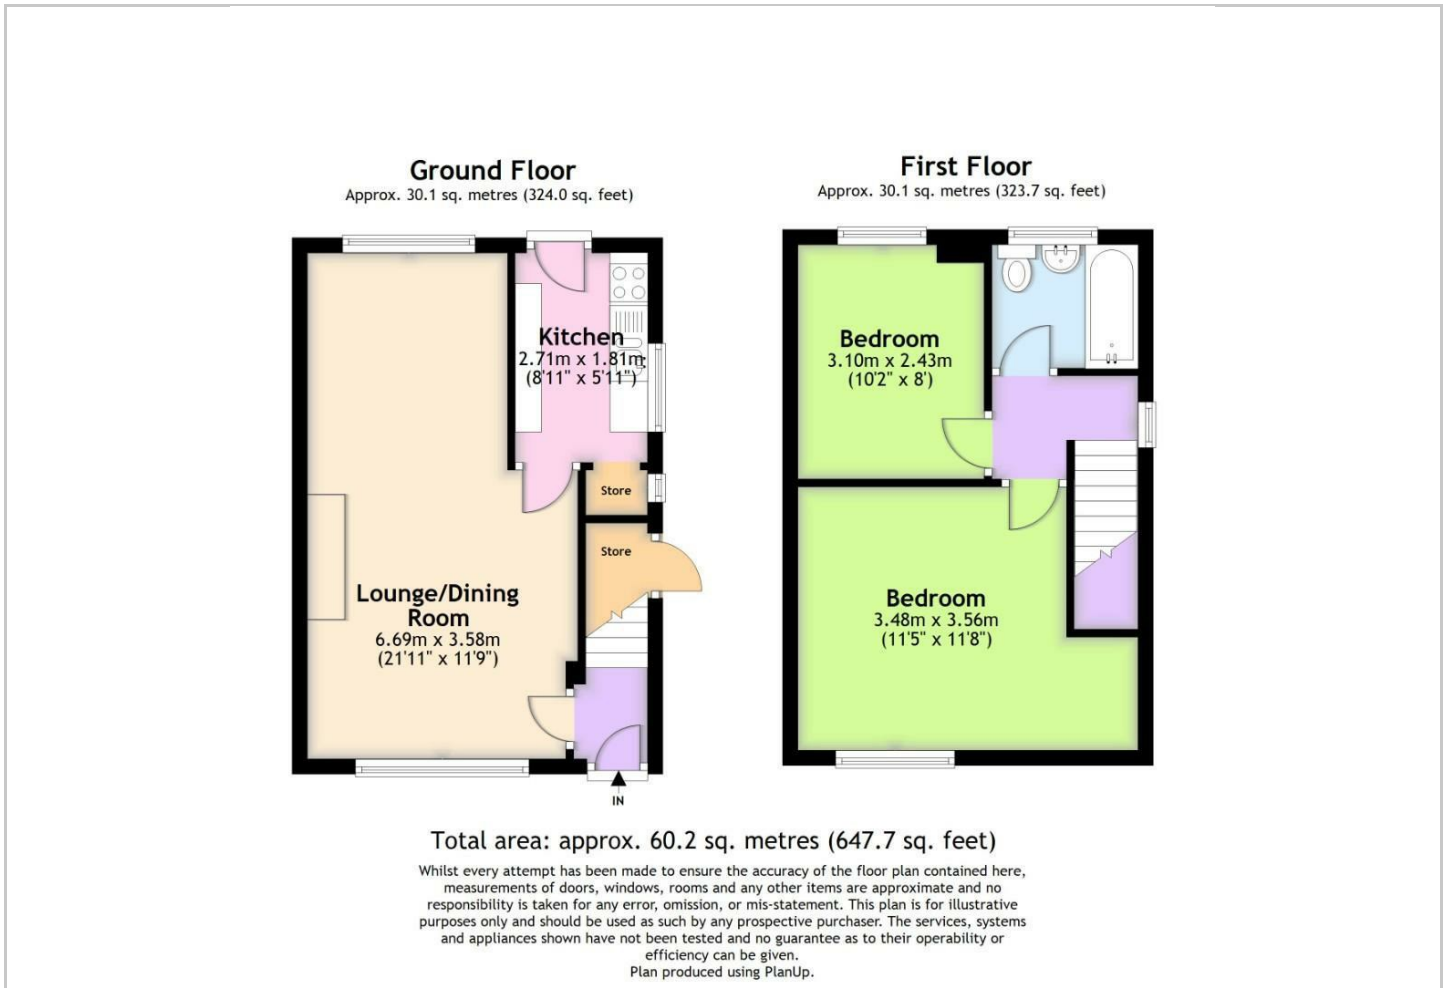 Ground Floor
Approx. 30.1 sq. metres (324.0 sq. feet)
First Floor
Approx. 30.1 sq. metres (323.7 sq. feet)
Kitchen
2.71m x 1.81m
(8'11" x 5'11")
Store
Store
Lounge/Dining
Room
6.69m x 3.58m
(21'11" x 11'9")
IN
Bedroom
3.10m x 2.43m
(10'2" x 8')
Bedroom
3.48m x 3.56m
(11'5" x 11'8")
Total area: approx. 60.2 sq. metres (647.7 sq. feet)
Whilst every attempt has been made to ensure the accuracy of the floor plan contained here,
measurements of doors, windows, rooms and any other items are approximate and no
responsibility is taken for any error, omission, or mis-statement. This plan is for illustrative
purposes only and should be used as such by any prospective purchaser. The services, systems
and appliances shown have not been tested and no guarantee as to their operability or
efficiency can be given.
Plan produced using PlanUp.